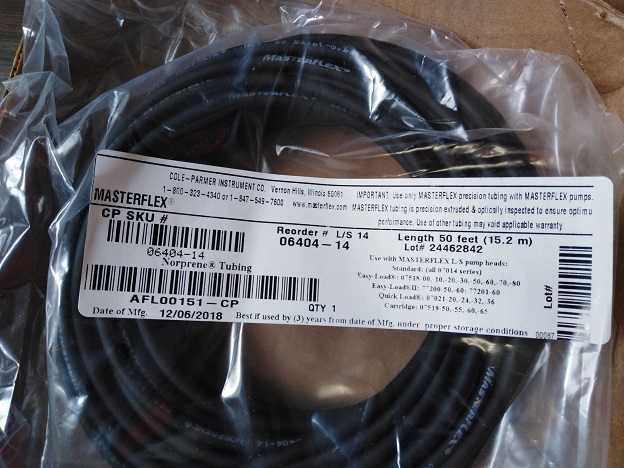 MASTERFLEX®
COLE-PARMER INSTRUMENT CO. Vernon Hills, Illinois 60061
1-800-323-4340 or 1-847-549-7600 www.masterflex.com
IMPORTANT: Use only MASTERFLEX precision tubing with MASTERFLEX pumps.
MASTERFLEX tubing is precision extruded & optically inspected to ensure optimu
performance. Use of other tubing may void applicable warranty
MASTERFLEX®
CP SKU #
06404-14
Norprene® Tubing
AFL00151-CP
QTY 1
Reorder # L/S 14
06404-14
Length 50 feet (15.2 m)
Lot# 24462842
Use with MASTERFLEX L/S pump heads:
Standard: (all 07014 series)
Easy-Load®: 07518-00, -10, -20, -30, -50, -60, -70, -80
Easy-Load®II: 77200-50,-60; 77201-60
Quick Load®: 07021-20, -24, -32, -36
Cartridge: 07519-50, -55, -60, -65
Date of Mfg. 12/06/2018 Best if used by (3) years from date of mfg. under proper storage conditions
00087
Lot#
MASTERFLEX®